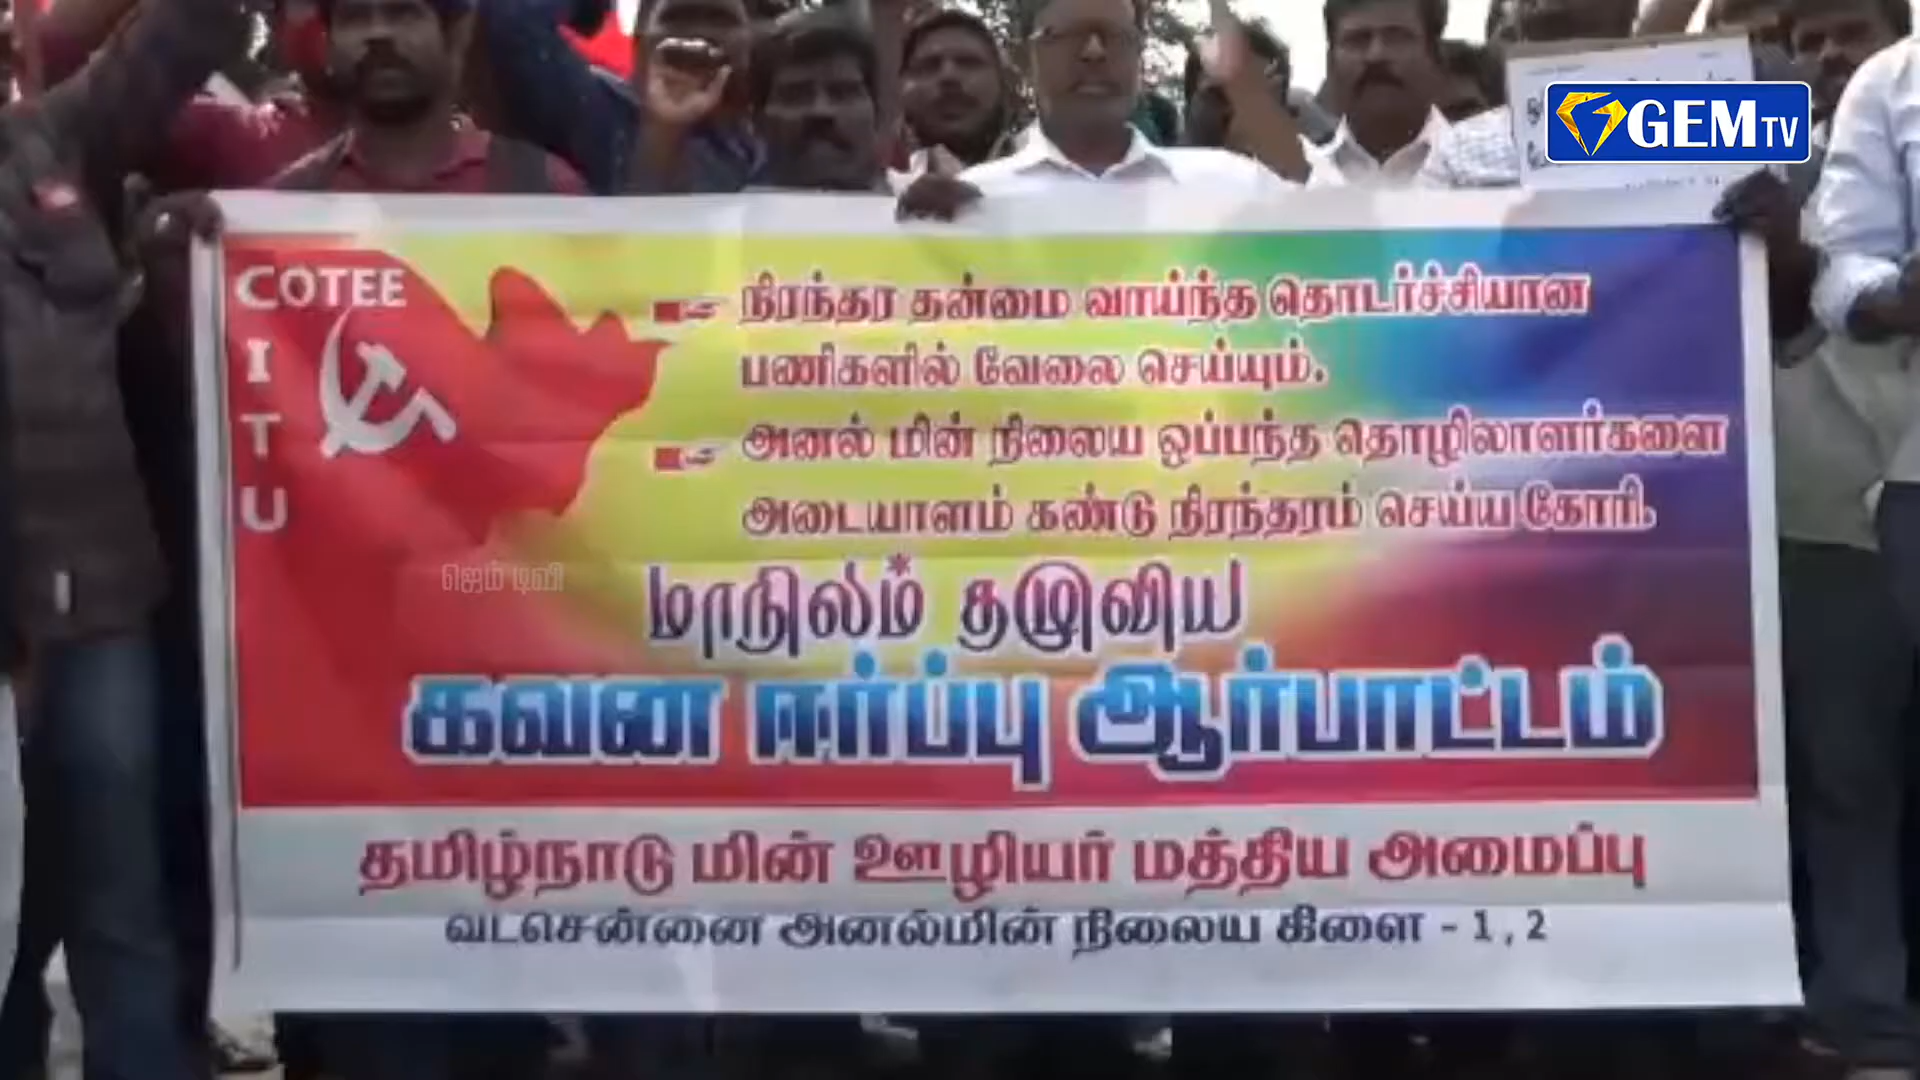 GEM TV
COTEE
CITU
நிரந்தர தன்மை வாய்ந்த தொடர்ச்சியான
பணிகளில் வேலை செய்யும்.
அனல் மின் நிலைய ஒப்பந்த தொழிலாளர்களை
அடையாளம் கண்டு நிரந்தரம் செய்ய கோரி.
ஜெம் டிவி
மாநிலம் தழுவிய
கவன ஈர்ப்பு ஆர்பாட்டம்
தமிழ்நாடு மின் ஊழியர் மத்திய அமைப்பு
வடசென்னை அனல்மின் நிலைய கிளை - 1 , 2